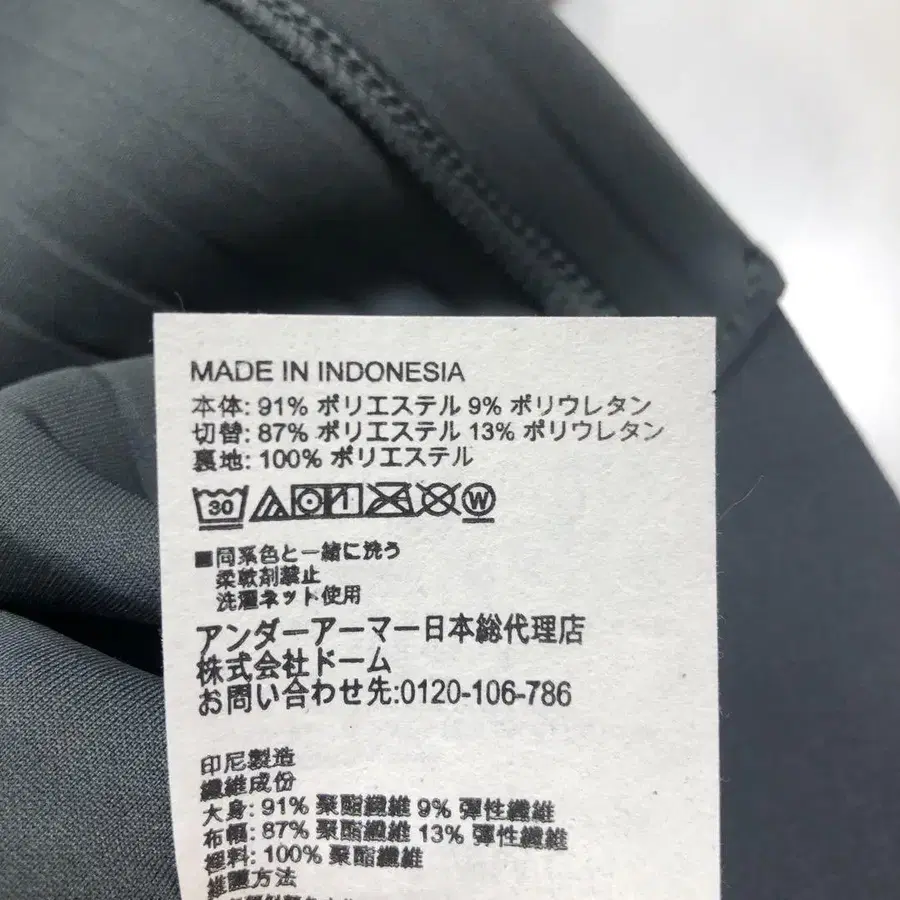 MADE IN INDONESIA
本体: 91% ポリエステル 9% ポリウレタン
切替: 87% ポリエステル 13% ポリウレタン
裏地: 100% ポリエステル
30 W
■同系色と一緒に洗う
柔軟剤禁止
洗濯ネット使用
アンダーアーマー日本総代理店
株式会社ドーム
お問い合わせ先:0120-106-786
印尼製造
纖維成份
大身: 91% 聚酯纖維 9% 彈性纖維
布幅: 87% 聚酯纖維 13% 彈性纖維
裡料: 100% 聚酯纖維
維護方法